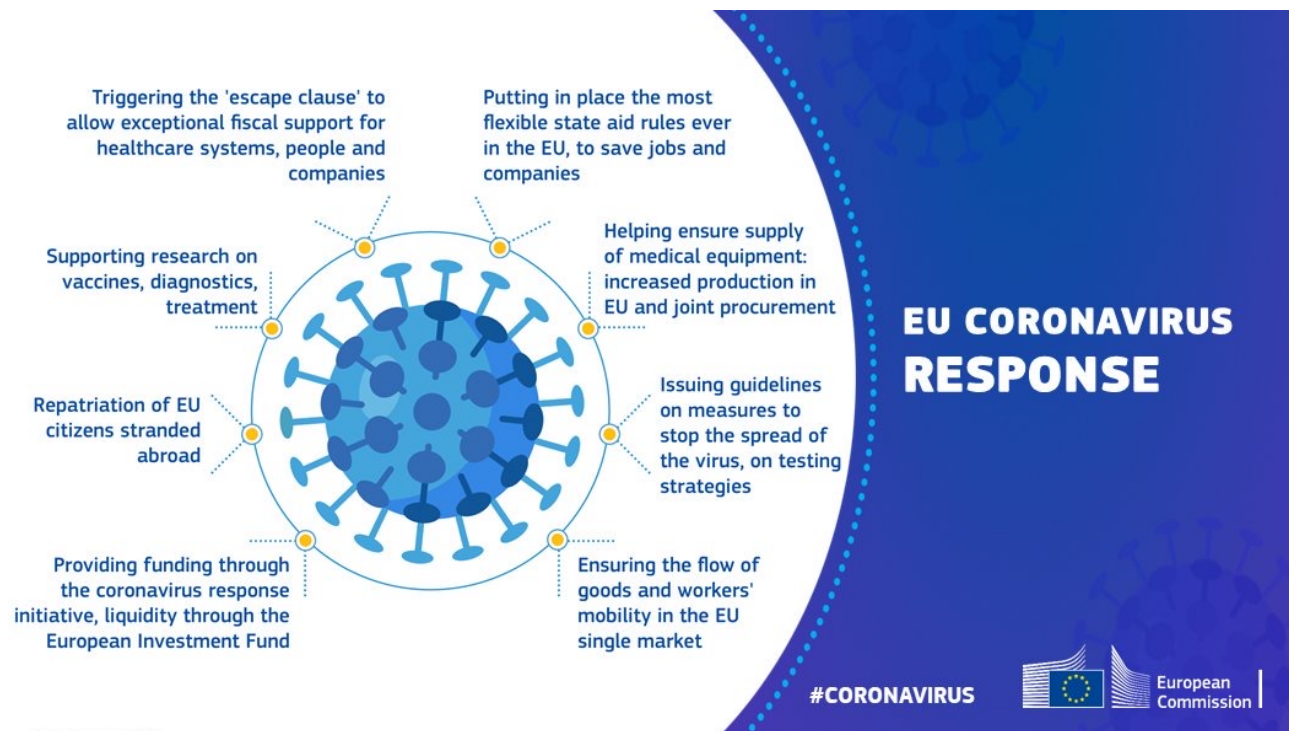 Triggering the 'escape clause' to
allow exceptional fiscal support for
healthcare systems, people and
companies
Putting in place the most
flexible state aid rules ever
in the EU, to save jobs and
companies
Supporting research on
vaccines, diagnostics,
treatment
Helping ensure supply
of medical equipment:
increased production in
EU and joint procurement
Repatriation of EU
citizens stranded
abroad
Issuing guidelines
on measures to
stop the spread of
the virus, on testing
strategies
Providing funding through
the coronavirus response
initiative, liquidity through the
European Investment Fund
Ensuring the flow of
goods and workers'
mobility in the EU
single market
EU CORONAVIRUS
RESPONSE
#CORONAVIRUS
European
Commission